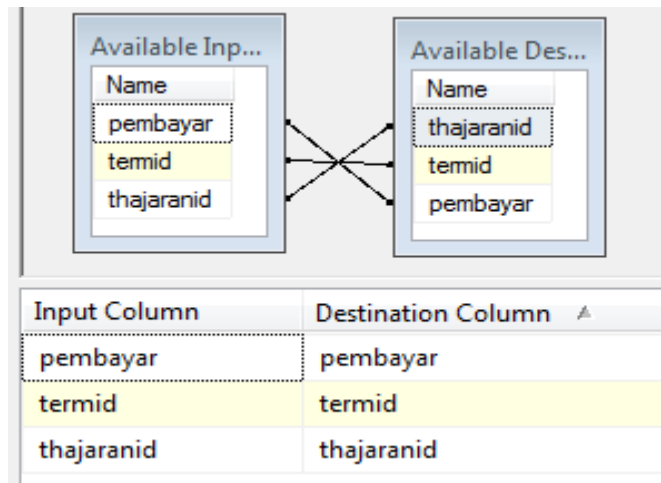 Available Inp...
Name
pembayar
termid
thajaranid
Available Des...
Name
thajaranid
termid
pembayar
Input Column Destination Column
pembayar pembayar
termid termid
thajaranid thajaranid